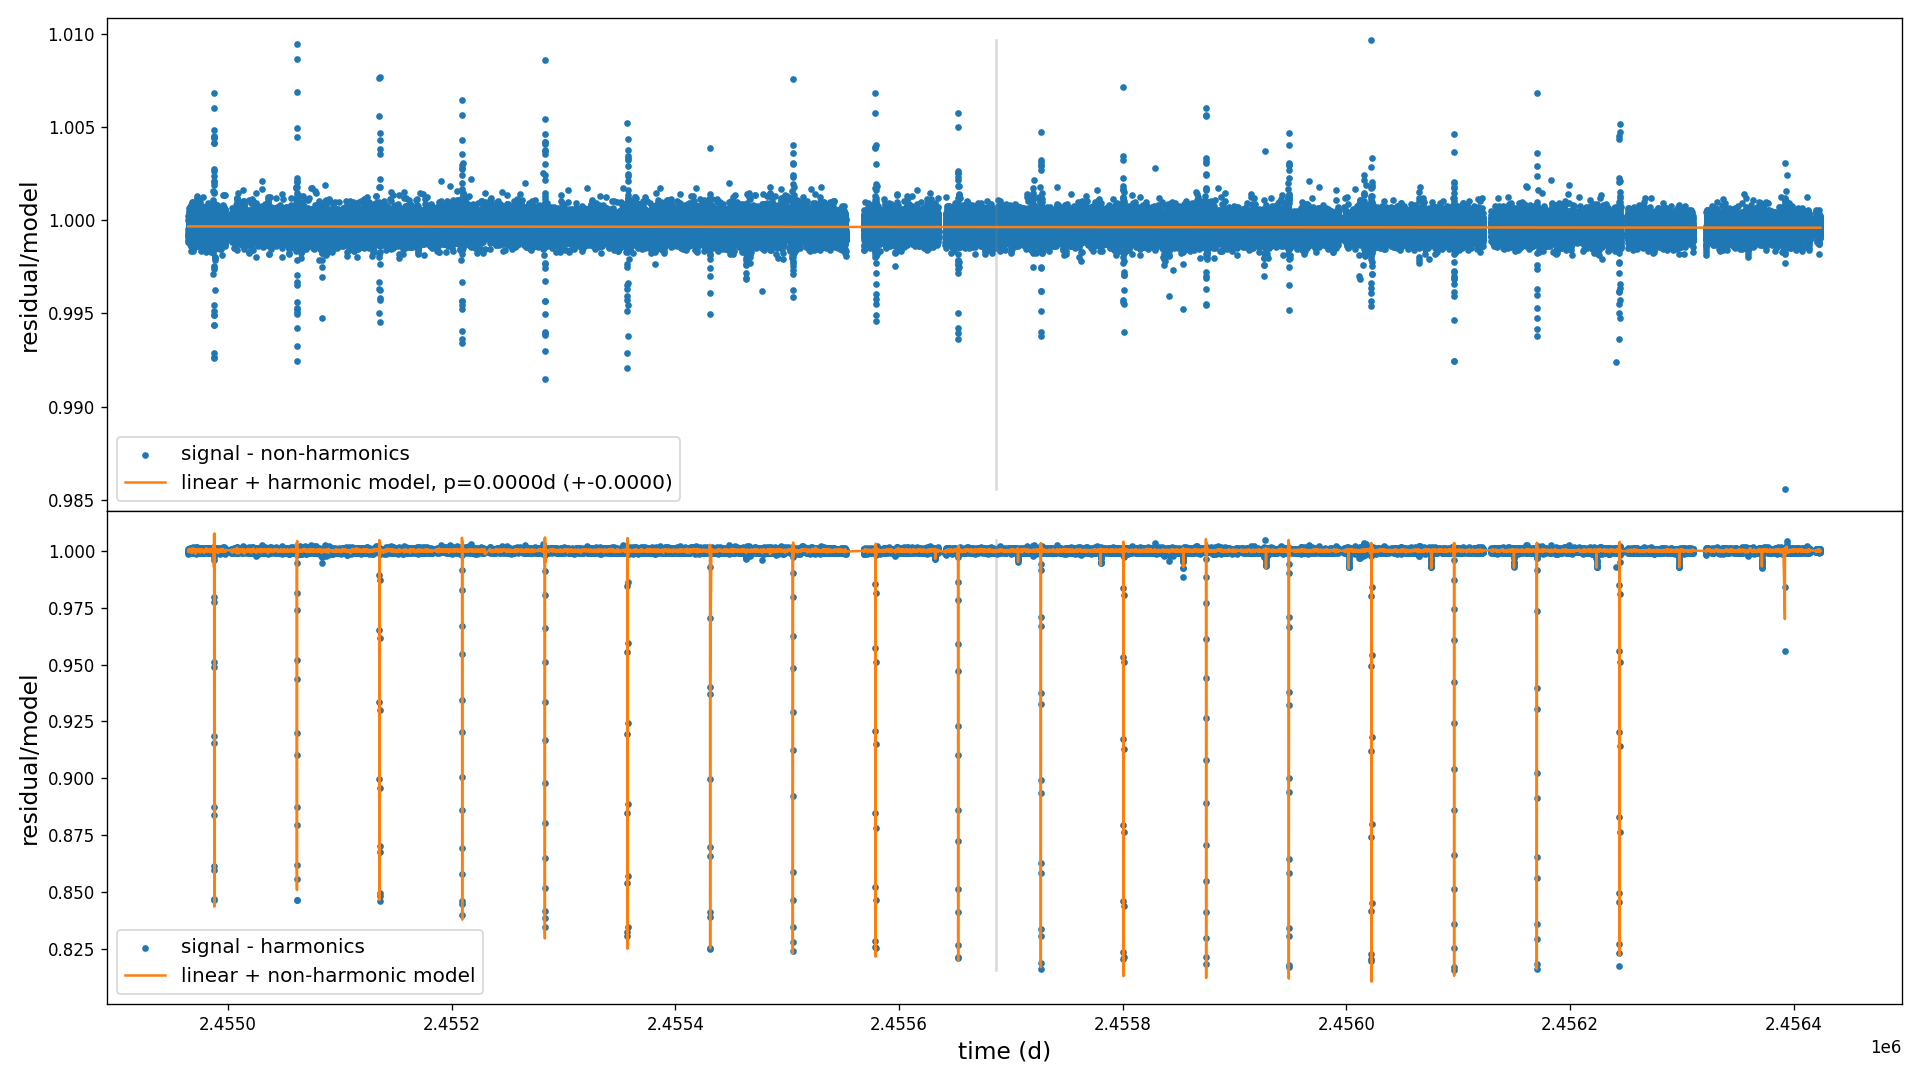 1.010
1.005
1.000
0.995
0.990
0.985
residual/model
signal - non-harmonics
linear + harmonic model, p=0.0000d (+-0.0000)
1.000
0.975
0.950
0.925
0.900
0.875
0.850
0.825
residual/model
signal - harmonics
linear + non-harmonic model
2.4550 2.4552 2.4554 2.4556 2.4558 2.4560 2.4562 2.4564
time (d)
1e6